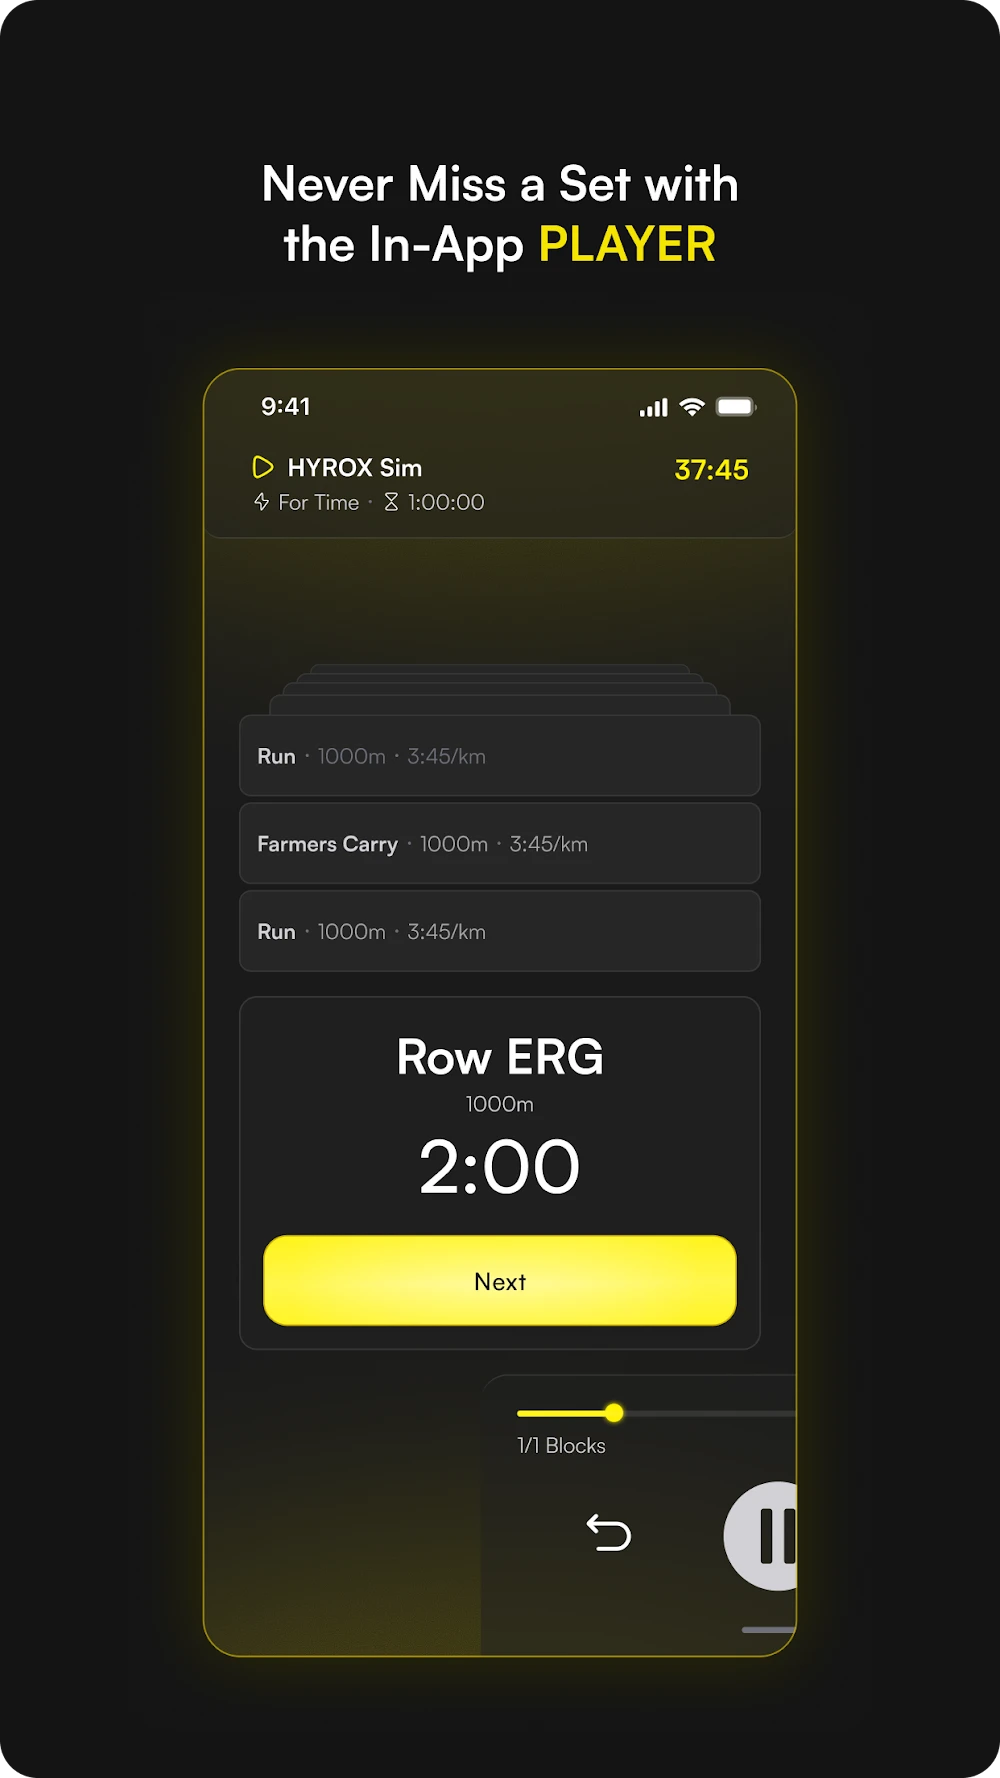 Never Miss a Set with
the In-App PLAYER
9:41
HYROX Sim
37:45
For Time · 1:00:00
Run · 1000m · 3:45/km
Farmers Carry · 1000m · 3:45/km
Run · 1000m · 3:45/km
Row ERG
1000m
2:00
Next
1/1 Blocks